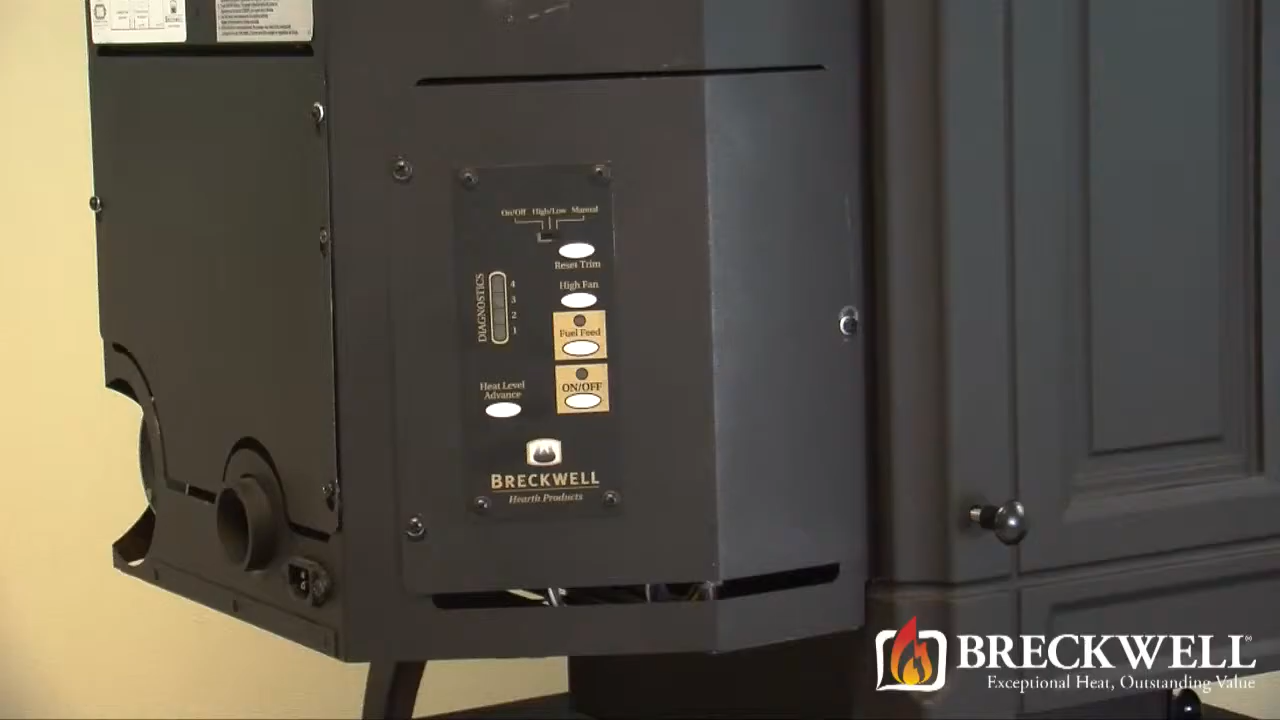 On/Off High/Low Manual
Reset Trim
High Fan
DIAGNOSTICS
4
3
2
1
Fuel Feed
ON/OFF
Heat Level
Advance
BRECKWELL
Hearth Products
BRECKWELL®
Exceptional Heat, Outstanding Value